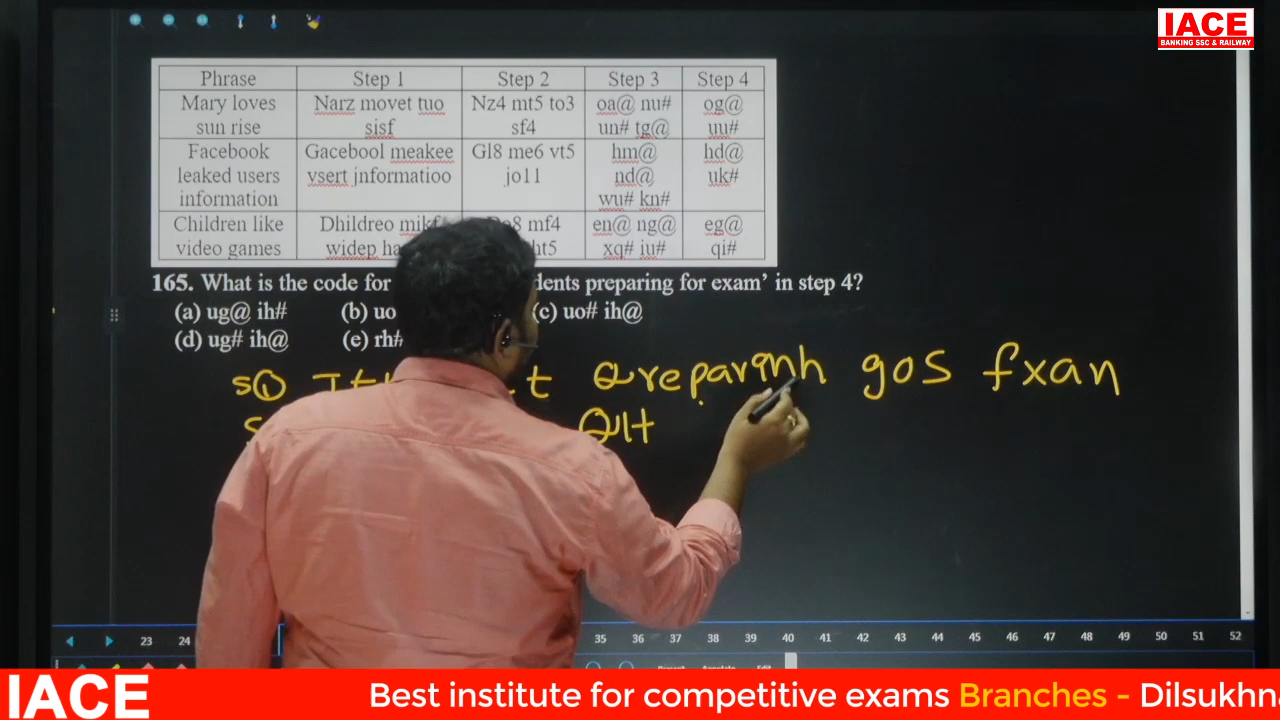 IACE
BANKING SSC & RAILWAY
Phrase Step 1 Step 2 Step 3 Step 4
Mary loves Narz movet tuo Nz4 mt5 to3 oa@ nu# og@
sun rise sisf sf4 un# tg@ uu#
Facebook Gacebool meakee Gl8 me6 vt5 hm@ hd@
leaked users vsert jnformatioo jo11 nd@ uk#
information wu# kn#
Children like Dhildreo mf4 en@ ng@ eg@
video games widep ht5 xq# iu# qi#
165. What is the code for preparing for exam’ in step 4?
(a) ug@ ih# (b) uo (c) uo# ih@
(d) ug# ih@ (e) rh#
s① t Qreparinh gos fxan
Q11
23 24 35 36 37 38 39 40 41 42 43 44 45 46 47 48 49 50 51 52
IACE Best institute for competitive exams Branches - Dilsukhn